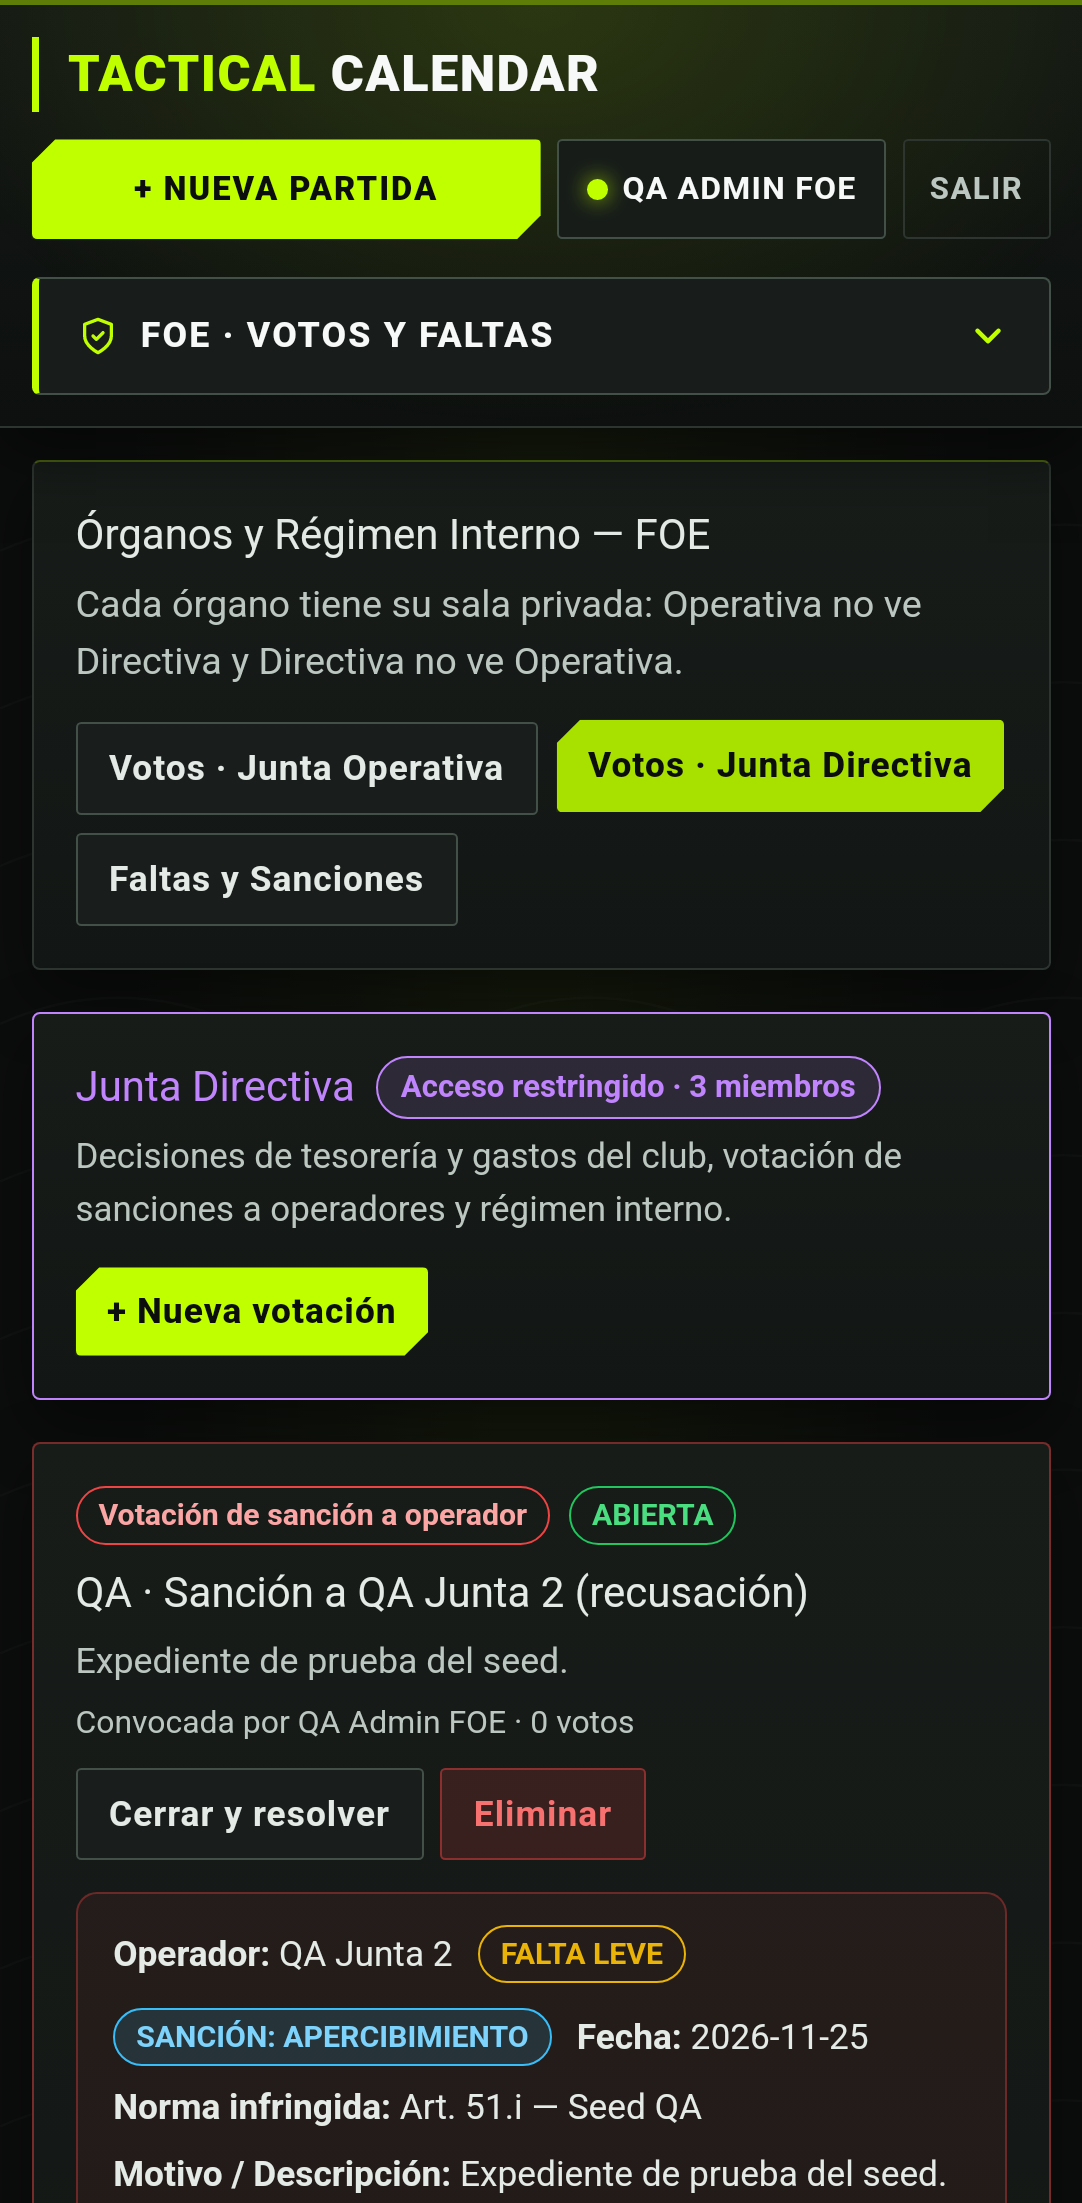 TACTICAL CALENDAR
+ NUEVA PARTIDA
QA ADMIN FOE
SALIR
FOE · VOTOS Y FALTAS
Órganos y Régimen Interno — FOE
Cada órgano tiene su sala privada: Operativa no ve
Directiva y Directiva no ve Operativa.
Votos · Junta Operativa
Votos · Junta Directiva
Faltas y Sanciones
Junta Directiva
Acceso restringido · 3 miembros
Decisiones de tesorería y gastos del club, votación de
sanciones a operadores y régimen interno.
+ Nueva votación
Votación de sanción a operador
ABIERTA
QA · Sanción a QA Junta 2 (recusación)
Expediente de prueba del seed.
Convocada por QA Admin FOE · 0 votos
Cerrar y resolver
Eliminar
Operador: QA Junta 2
FALTA LEVE
SANCIÓN: APERCIBIMIENTO
Fecha: 2026-11-25
Norma infringida: Art. 51.i — Seed QA
Motivo / Descripción: Expediente de prueba del seed.